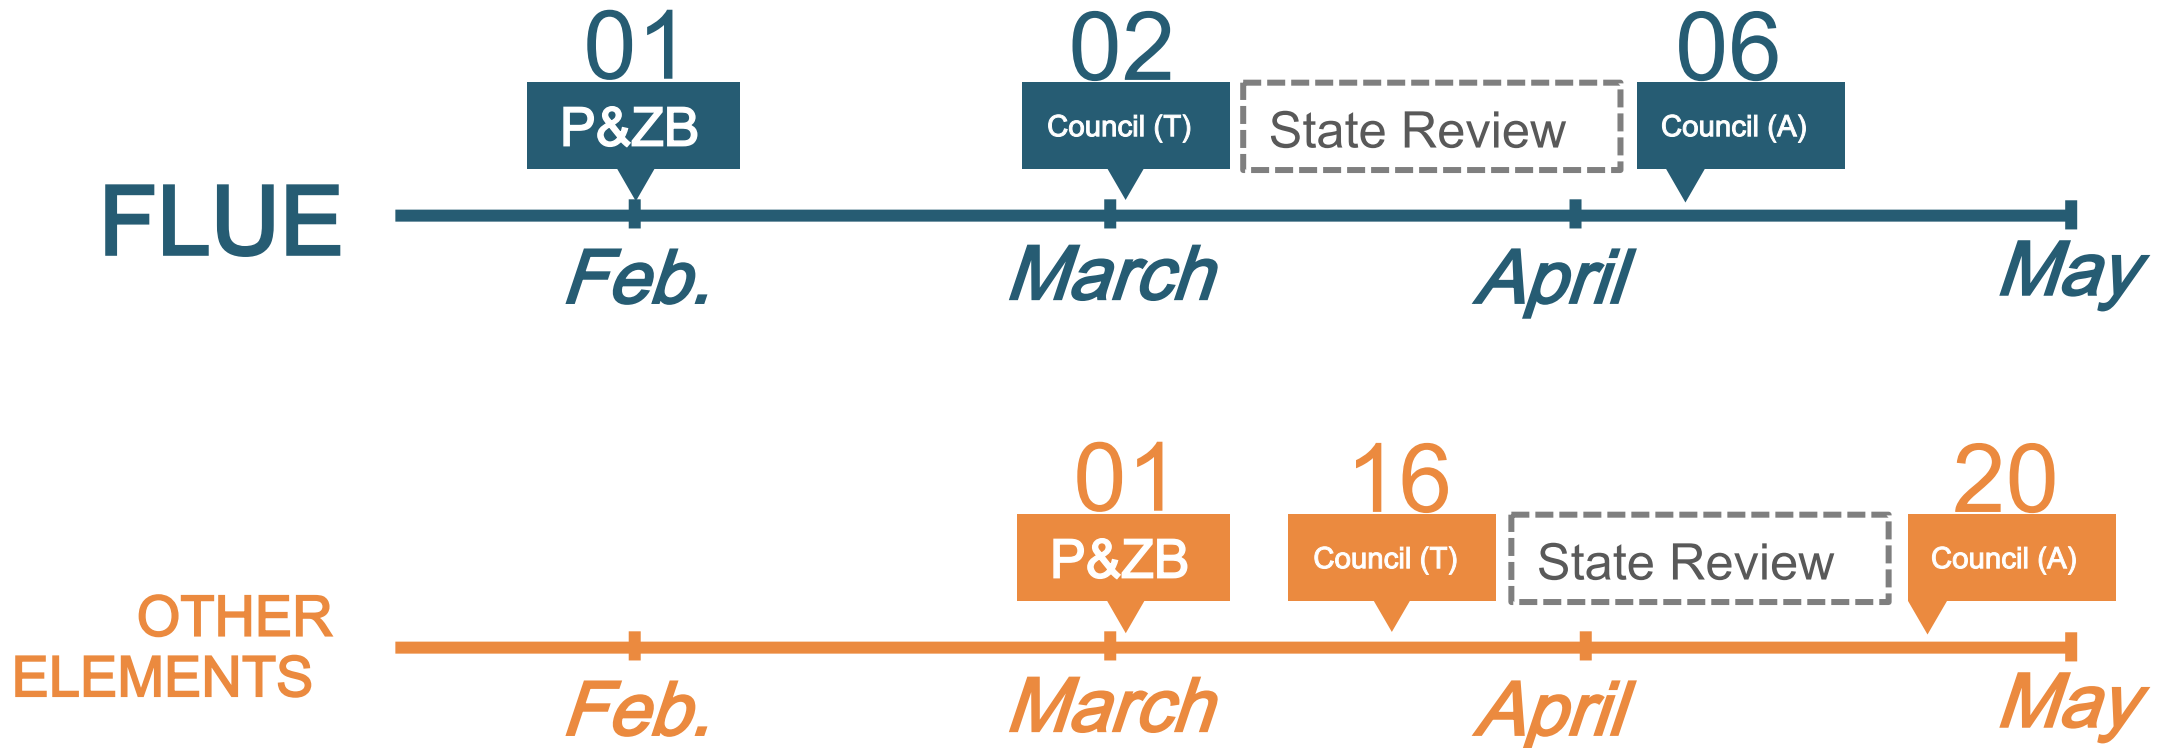 01
02
06
P&ZB
Council (T)
State Review
Council (A)
FLUE
Feb.
March
April
May
01
16
20
P&ZB
Council (T)
State Review
Council (A)
OTHER
ELEMENTS
Feb.
March
April
May